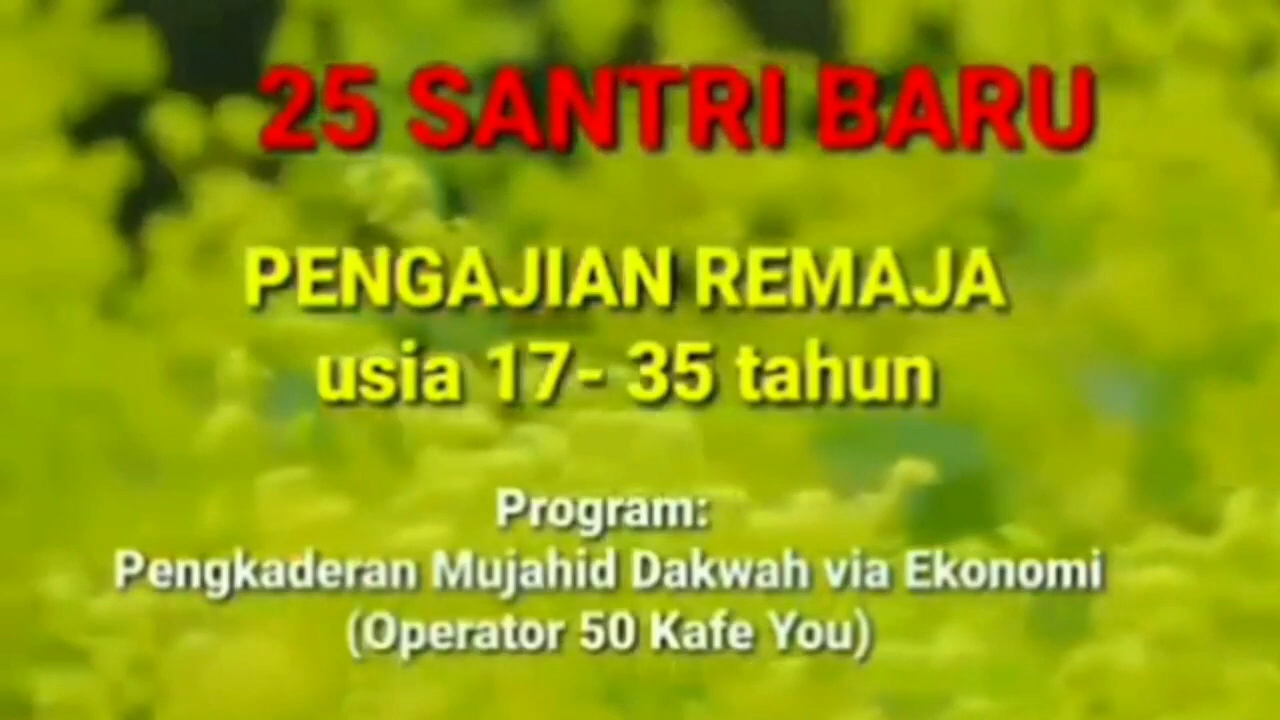 25 SANTRI BARU
PENGAJIAN REMAJA
usia 17- 35 tahun
Program:
Pengkaderan Mujahid Dakwah via Ekonomi
(Operator 50 Kafe You)